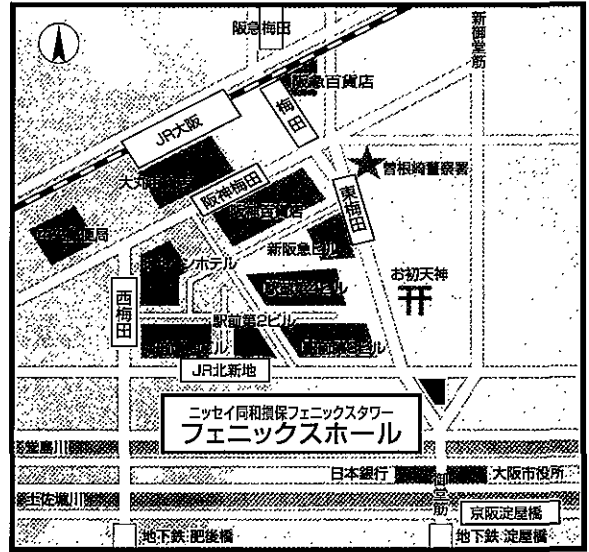 阪急梅田
新御堂筋
阪急百貨店
梅田
JR大阪
曽根崎警察署
阪神梅田
東梅田
新阪急ビル
お初天神
西梅田
駅前第2ビル
JR北新地
ニッセイ同和損保フェニックスタワー
フェニックスホール
堂島川
日本銀行
大阪市役所
土佐堀川
御堂筋
京阪淀屋橋
地下鉄 肥後橋
地下鉄 淀屋橋